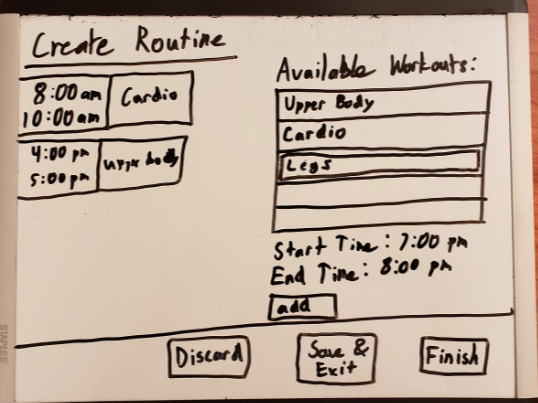 Create Routine
8:00 am
10:00 am
Cardio
4:00 pm
5:00 pm
upper body
Available Workouts:
Upper Body
Cardio
Legs
Start Time: 7:00 pm
End Time: 8:00 pm
add
Discard
Save &
Exit
Finish
STAPLES